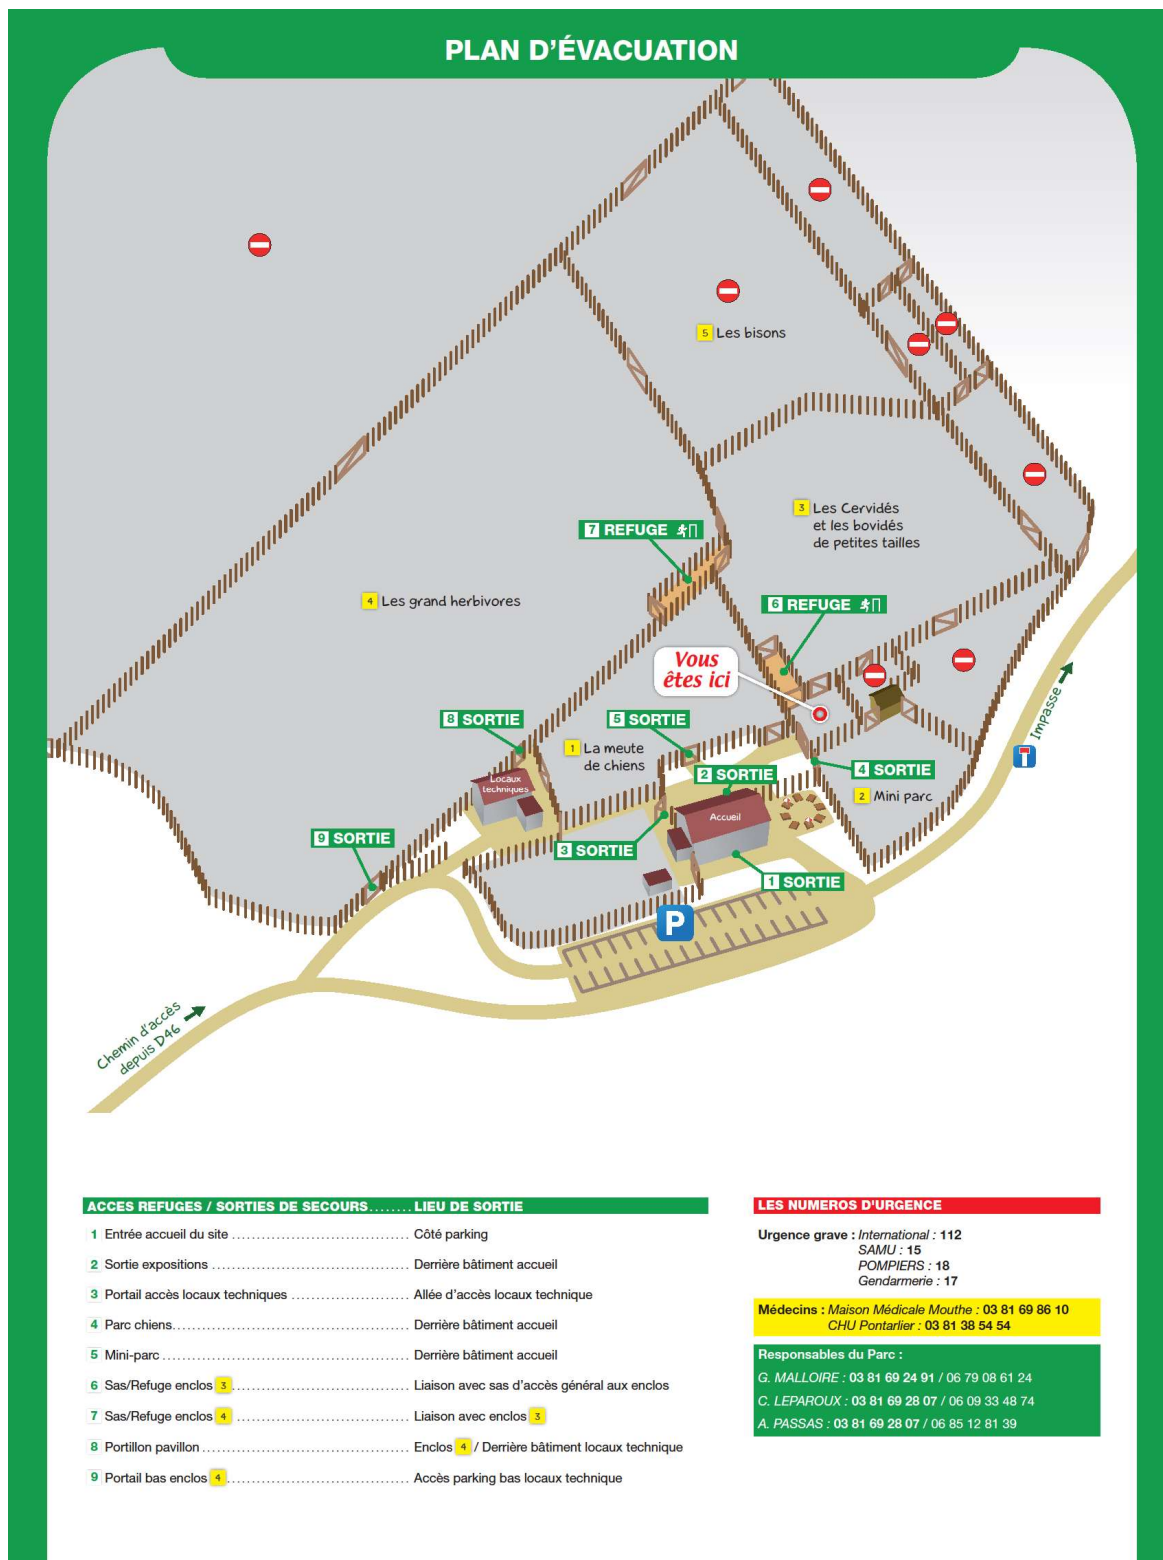 PLAN D'ÉVACUATION
5 Les bisons
3 Les Cervidés
et les bovidés
de petites tailles
7 REFUGE
4 Les grand herbivores
6 REFUGE
Vous
êtes ici
Impasse
8 SORTIE
5 SORTIE
1 La meute
de chiens
2 SORTIE
4 SORTIE
Locaux
techniques
2 Mini parc
Accueil
9 SORTIE
3 SORTIE
1 SORTIE
P
Chemin d'accès
depuis D46
ACCES REFUGES / SORTIES DE SECOURS........ LIEU DE SORTIE
1 Entrée accueil du site ................................. Côté parking
2 Sortie expositions ..................................... Derrière bâtiment accueil
3 Portail accès locaux techniques ...................... Allée d'accès locaux technique
4 Parc chiens............................................ Derrière bâtiment accueil
5 Mini-parc .............................................. Derrière bâtiment accueil
6 Sas/Refuge enclos 3 ................................. Liaison avec sas d'accès général aux enclos
7 Sas/Refuge enclos 4 ................................ Liaison avec enclos 3
8 Portillon pavillon ....................................... Enclos 4 / Derrière bâtiment locaux technique
9 Portail bas enclos 4 .................................. Accès parking bas locaux technique
LES NUMEROS D'URGENCE
Urgence grave : International : 112
SAMU : 15
POMPIERS : 18
Gendarmerie : 17
Médecins : Maison Médicale Mouthe : 03 81 69 86 10
CHU Pontarlier : 03 81 38 54 54
Responsables du Parc :
G. MALLOIRE : 03 81 69 24 91 / 06 79 08 61 24
C. LEPAROUX : 03 81 69 28 07 / 06 09 33 48 74
A. PASSAS : 03 81 69 28 07 / 06 85 12 81 39